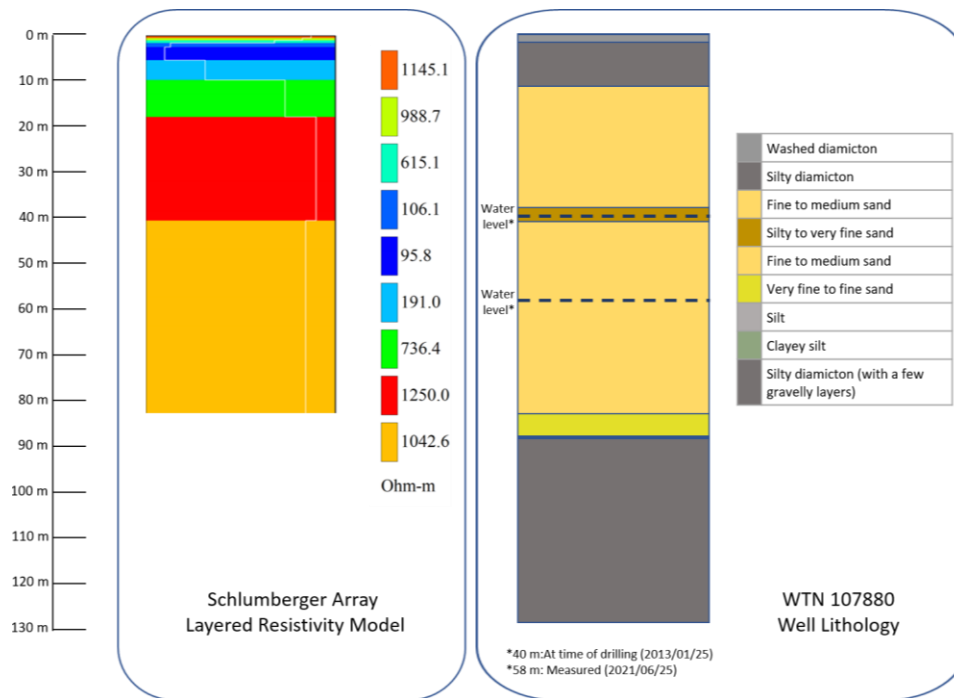 0 m
10 m
20 m
30 m
40 m
50 m
60 m
70 m
80 m
90 m
100 m
110 m
120 m
130 m
1145.1
988.7
615.1
106.1
95.8
191.0
736.4
1250.0
1042.6
Ohm-m
Schlumberger Array
Layered Resistivity Model
Water
level*
Water
level*
Washed diamicton
Silty diamicton
Fine to medium sand
Silty to very fine sand
Fine to medium sand
Very fine to fine sand
Silt
Clayey silt
Silty diamicton (with a few
gravelly layers)
WTN 107880
Well Lithology
*40 m:At time of drilling (2013/01/25)
*58 m: Measured (2021/06/25)